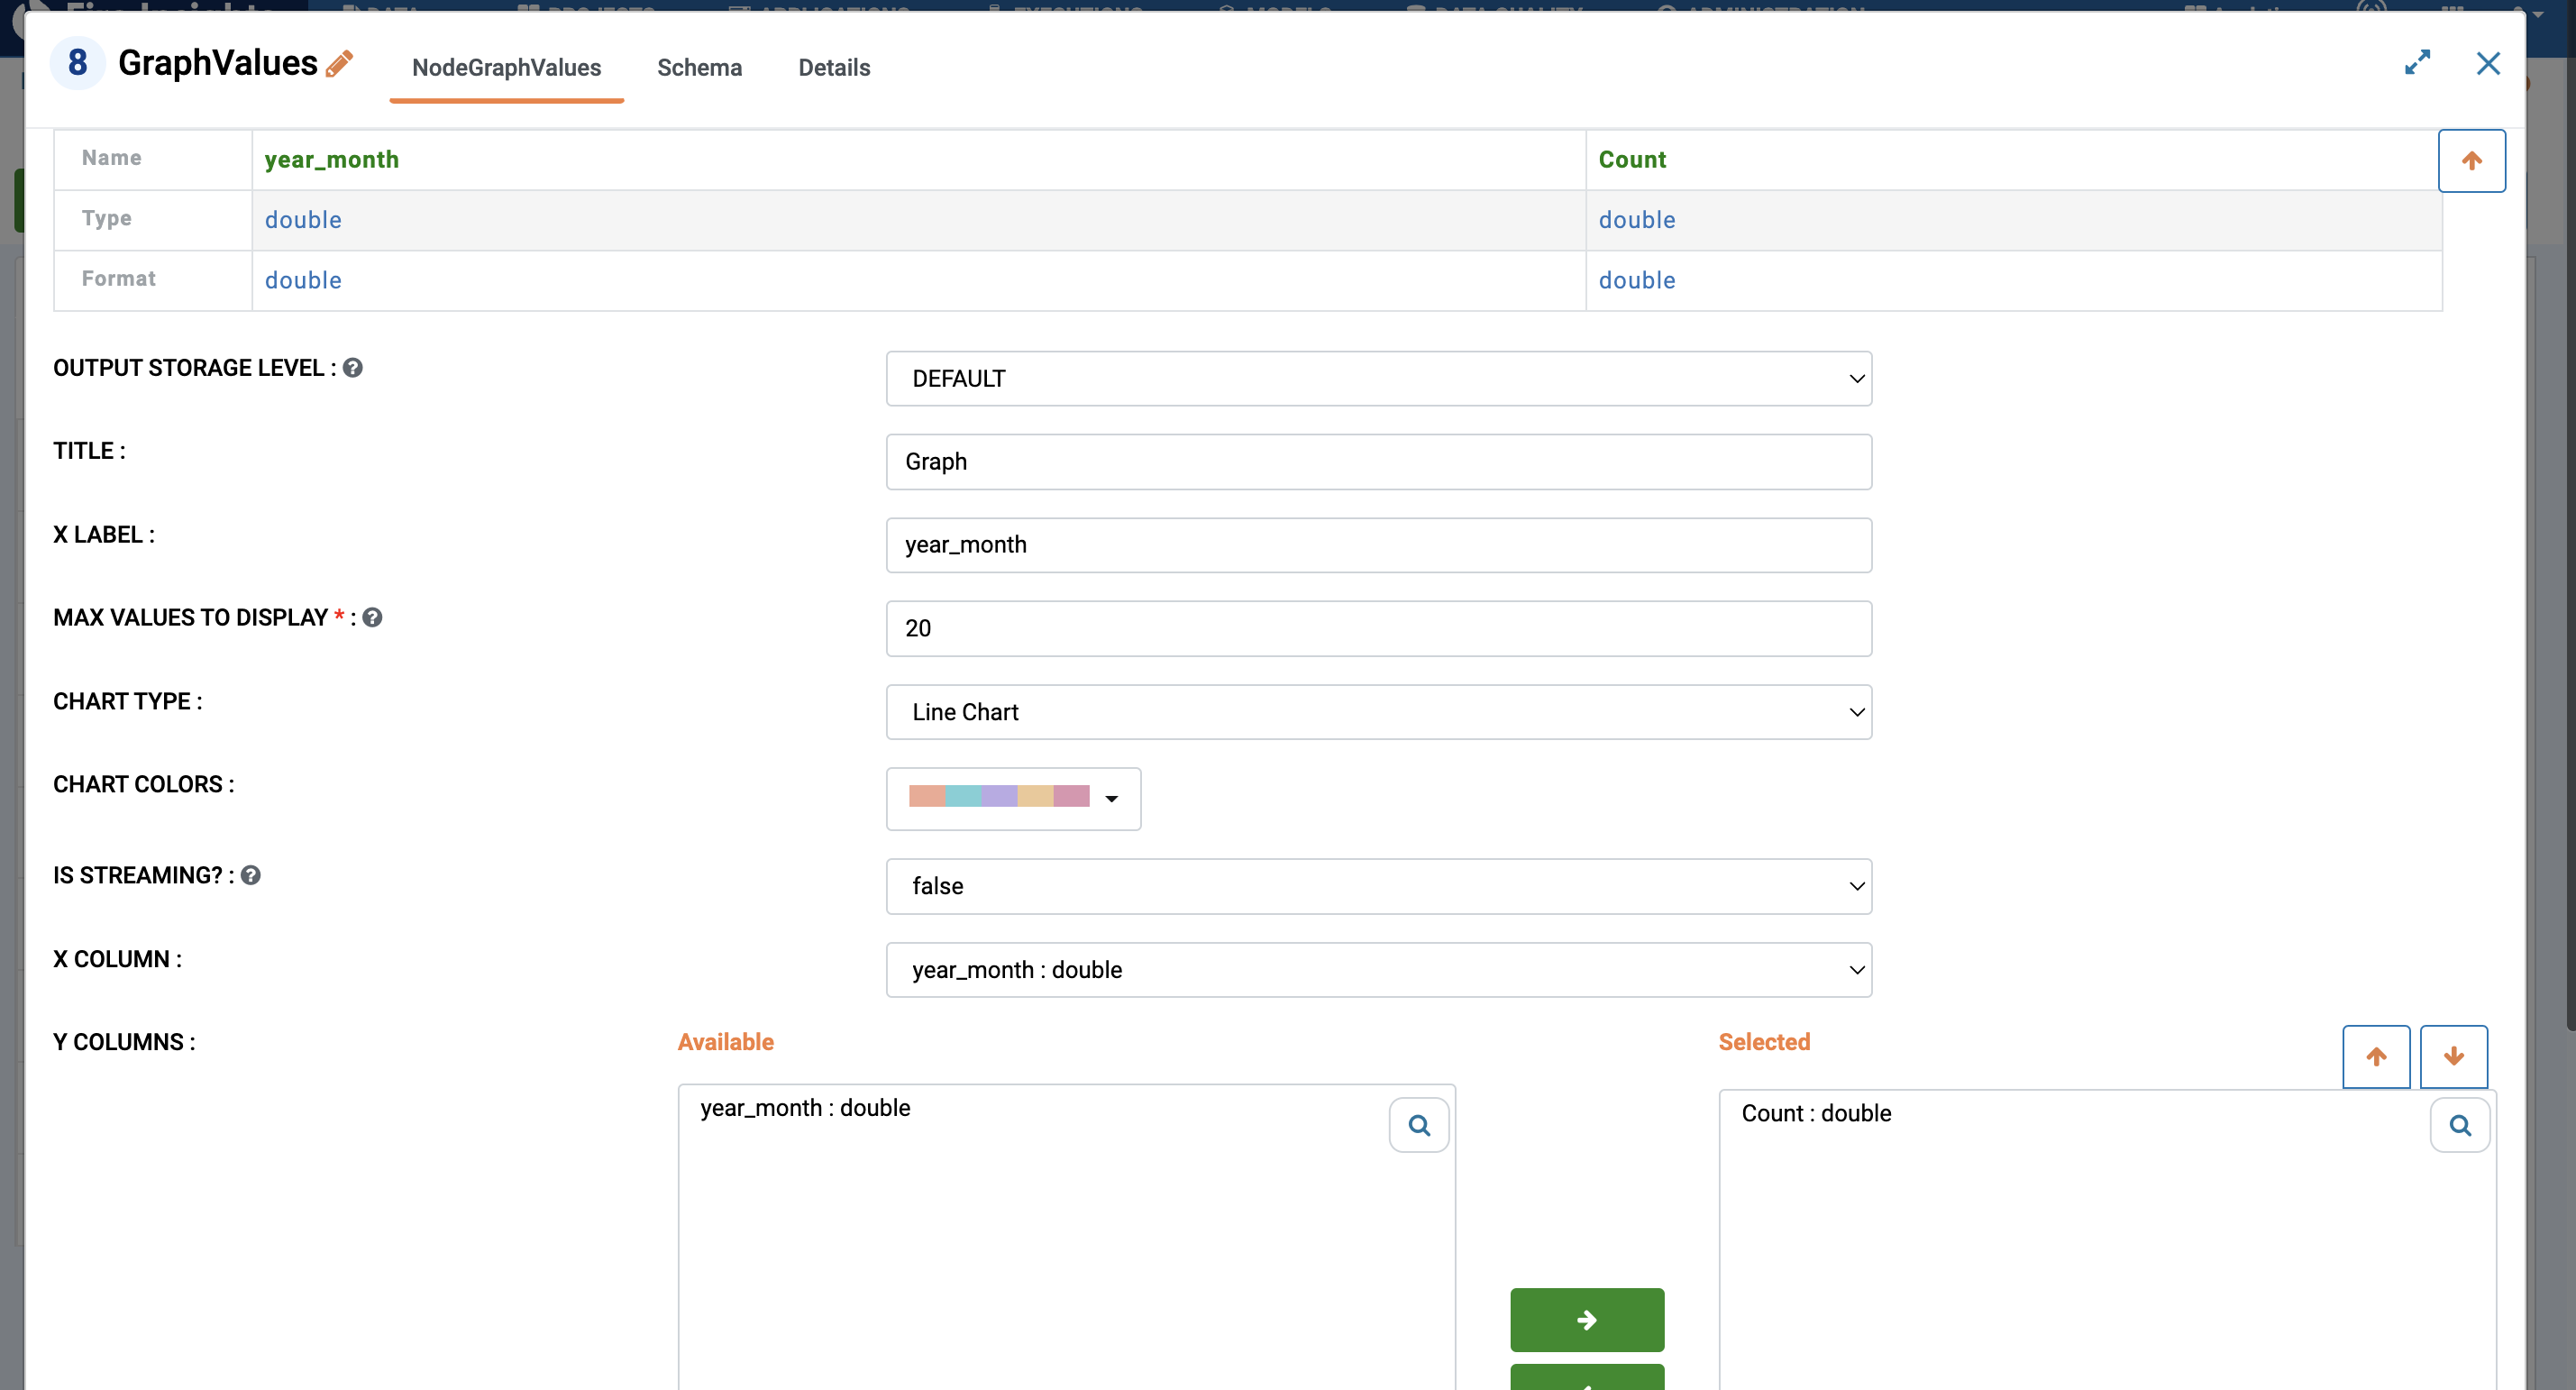 8 GraphValues NodeGraphValues Schema Details
Name year_month Count
Type double double
Format double double
OUTPUT STORAGE LEVEL : DEFAULT
TITLE : Graph
X LABEL : year_month
MAX VALUES TO DISPLAY * : 20
CHART TYPE : Line Chart
CHART COLORS :
IS STREAMING? : false
X COLUMN : year_month : double
Y COLUMNS : Available Selected
year_month : double Count : double